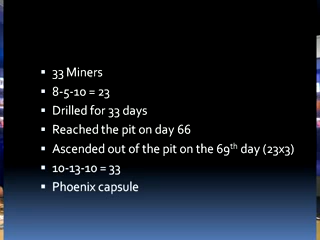 33 Miners
8-5-10 = 23
Drilled for 33 days
Reached the pit on day 66
Ascended out of the pit on the 69th day (23x3)
10-13-10 = 33
Phoenix capsule